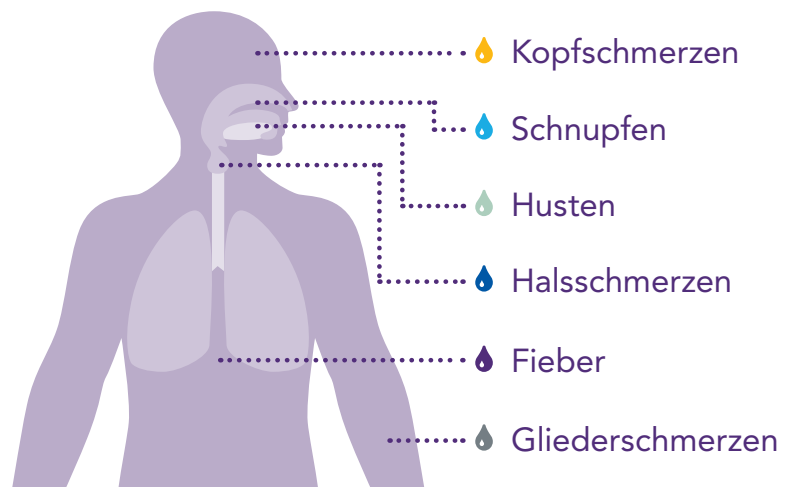 Kopfschmerzen
Schnupfen
Husten
Halsschmerzen
Fieber
Gliederschmerzen